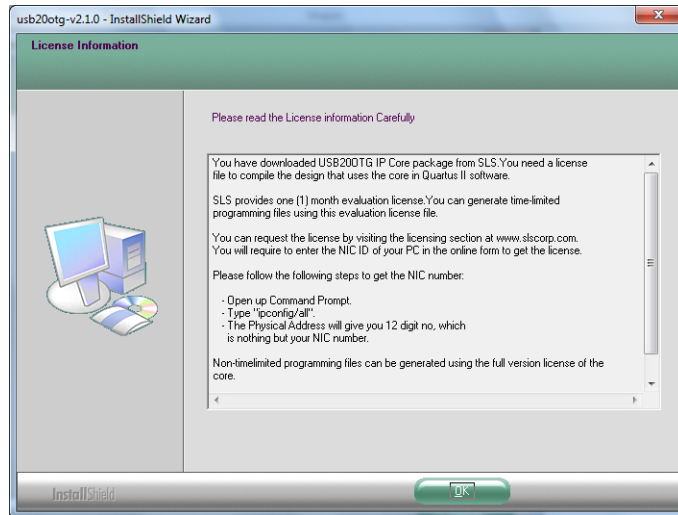 usb20otg-v2.1.0 - InstallShield Wizard
License Information
Please read the License information Carefully
You have downloaded USB20OTG IP Core package from SLS.You need a license
file to compile the design that uses the core in Quartus II software.
SLS provides one (1) month evaluation license.You can generate time-limited
programming files using this evaluation license file.
You can request the license by visiting the licensing section at www.slscorp.com.
You will require to enter the NIC ID of your PC in the online form to get the license.
Please follow the following steps to get the NIC number:
- Open up Command Prompt.
- Type "ipconfig/all".
- The Physical Address will give you 12 digit no, which
is nothing but your NIC number.
Non-timelimited programming files can be generated using the full version license of the
core.
InstallShield
OK